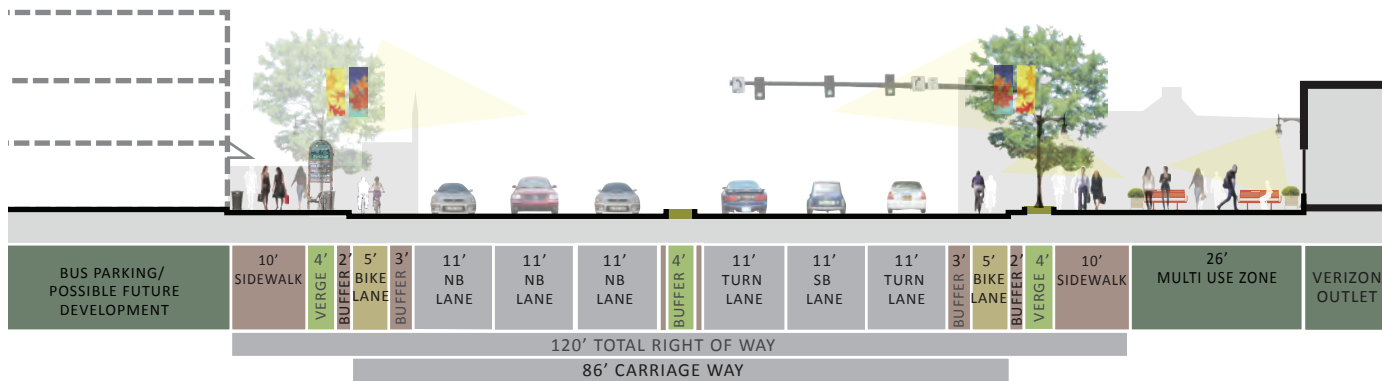 BUS PARKING/
POSSIBLE FUTURE
DEVELOPMENT
10’
SIDEWALK
VERGE 4’
BUFFER 2’
5’
BIKE
LANE
BUFFER 3’
11’
NB
LANE
11’
NB
LANE
11’
NB
LANE
BUFFER 4’
11’
TURN
LANE
11’
SB
LANE
11’
TURN
LANE
BUFFER 3’
5’
BIKE
LANE
BUFFER 2’
VERGE 4’
10’
SIDEWALK
26’
MULTI USE ZONE
VERIZON
OUTLET
120’ TOTAL RIGHT OF WAY
86’ CARRIAGE WAY